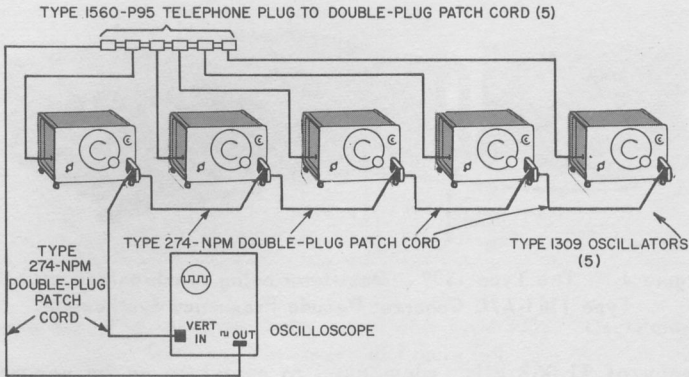 TYPE 1560-P95 TELEPHONE PLUG TO DOUBLE-PLUG PATCH CORD (5)
TYPE 274-NPM DOUBLE-PLUG PATCH CORD
TYPE 1309 OSCILLATORS
(5)
TYPE
274-NPM
DOUBLE-PLUG
PATCH
CORD
VERT
IN
OUT
OSCILLOSCOPE